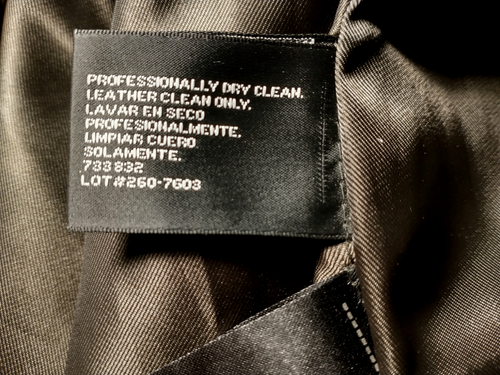 PROFESSIONALLY DRY CLEAN.
LEATHER CLEAN ONLY.
LAVAR EN SECO
PROFESIONALMENTE.
LIMPIAR CUERO
SOLAMENTE.
733832
LOT#260-7603